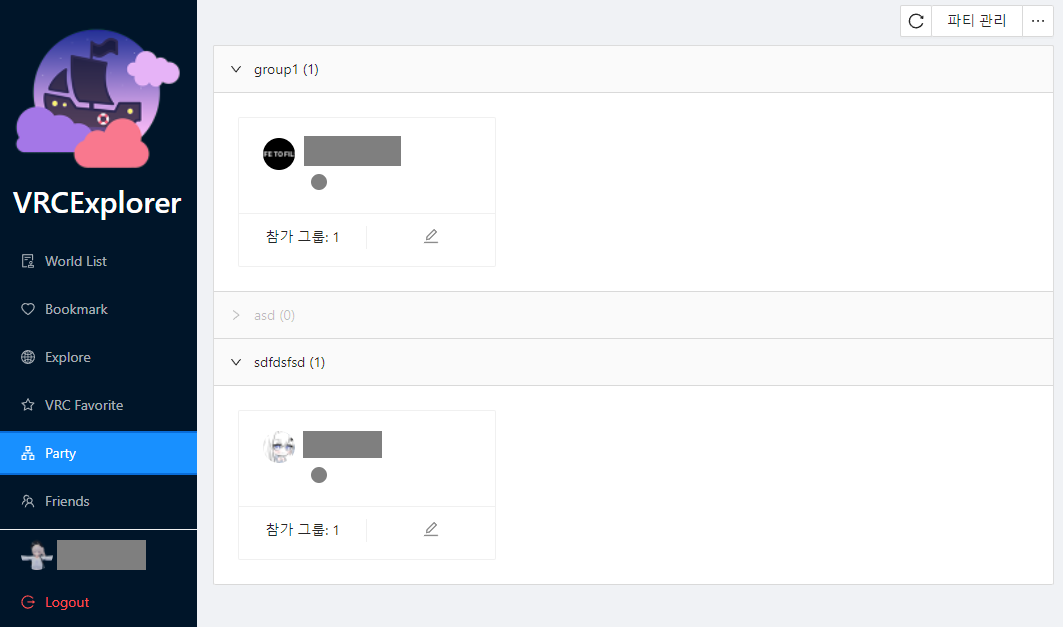 VRCExplorer
World List
Bookmark
Explore
VRC Favorite
Party
Friends
Logout
파티 관리
group1 (1)
FE TO FIL
참가 그룹: 1
asd (0)
sdfdsfsd (1)
참가 그룹: 1